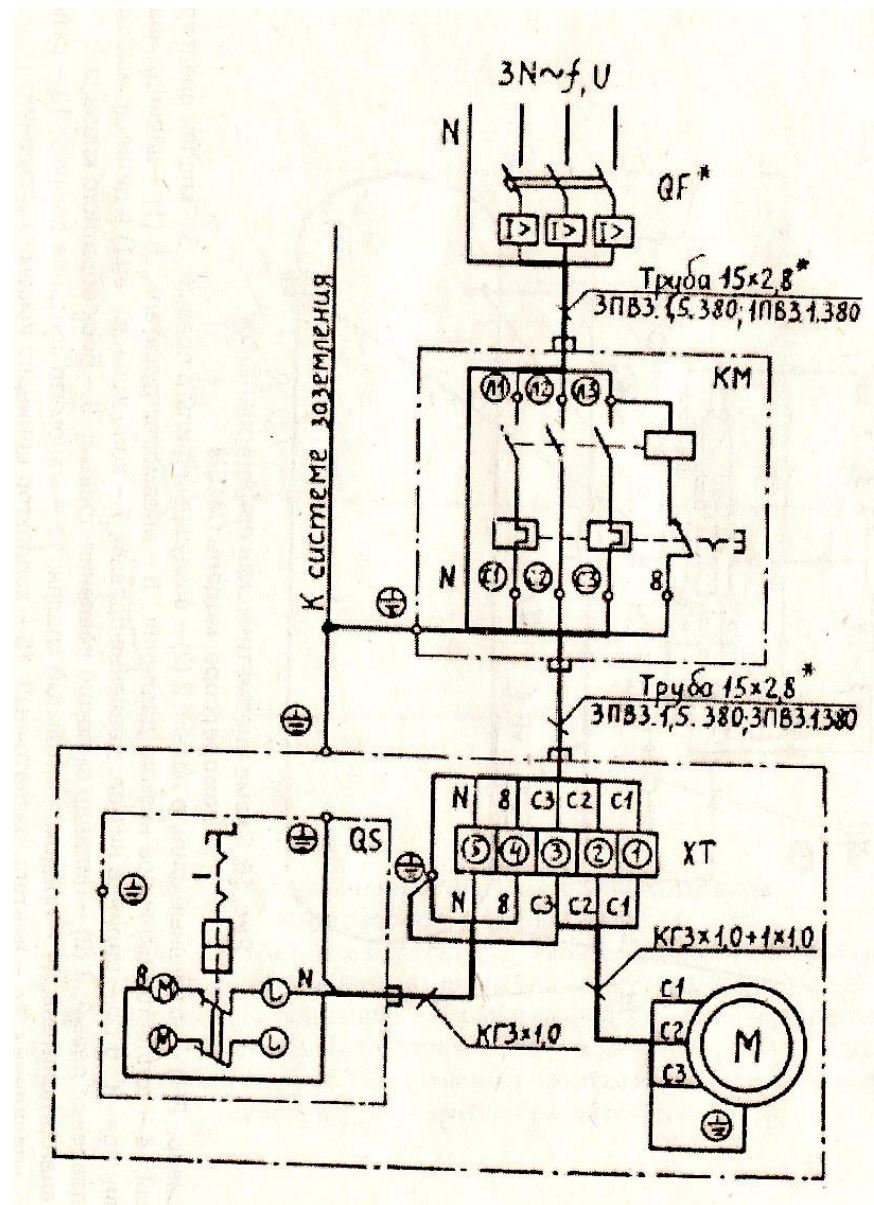 3N~f, U
N
QF*
I> I> I>
Труба 15×2,8*
3ПВ3.1,5.380; 1ПВ3.1.380
К системе заземления
КМ
Л1 Л2 Л3
N С1 С2 С3 8
Труба 15×2,8*
3ПВ3.1,5.380; 3ПВ3.1.380
N 8 С3 С2 С1
QS
5 4 3 2 1 ХТ
N 8 С3 С2 С1
КГ3×1,0+1×1,0
8 М L N
М L
КГ3×1,0
С1
С2
С3
М